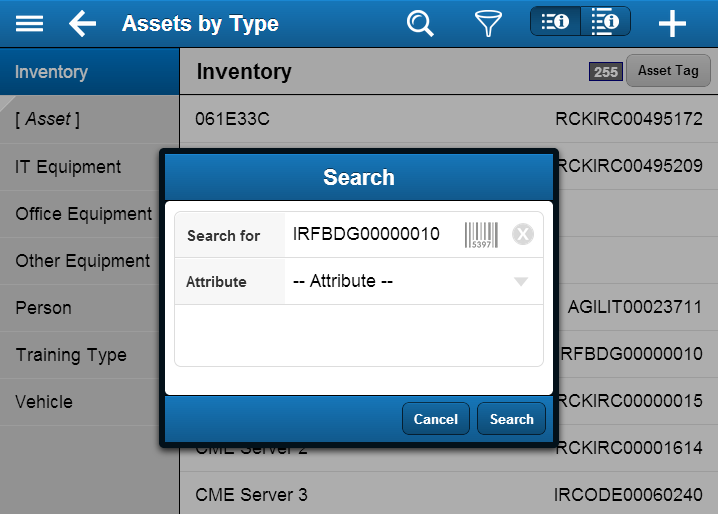 Assets by Type
Inventory
Inventory
255
Asset Tag
[ Asset ]
061E33C
RCKIRC00495172
IT Equipment
RCKIRC00495209
Office Equipment
Other Equipment
Person
AGILIT00023711
Training Type
RFBDG00000010
Vehicle
RCKIRC00000015
CME Server 2
RCKIRC00001614
CME Server 3
IRCODE00060240
Search
Search for
IRFBDG00000010
5397
Attribute
-- Attribute --
Cancel
Search